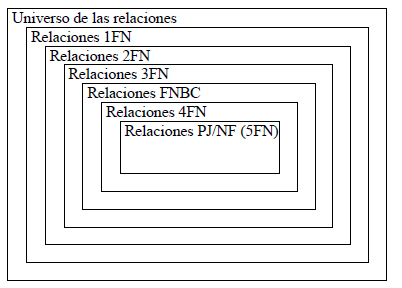 Universo de las relaciones
Relaciones 1FN
Relaciones 2FN
Relaciones 3FN
Relaciones FNBC
Relaciones 4FN
Relaciones PJ/NF (5FN)